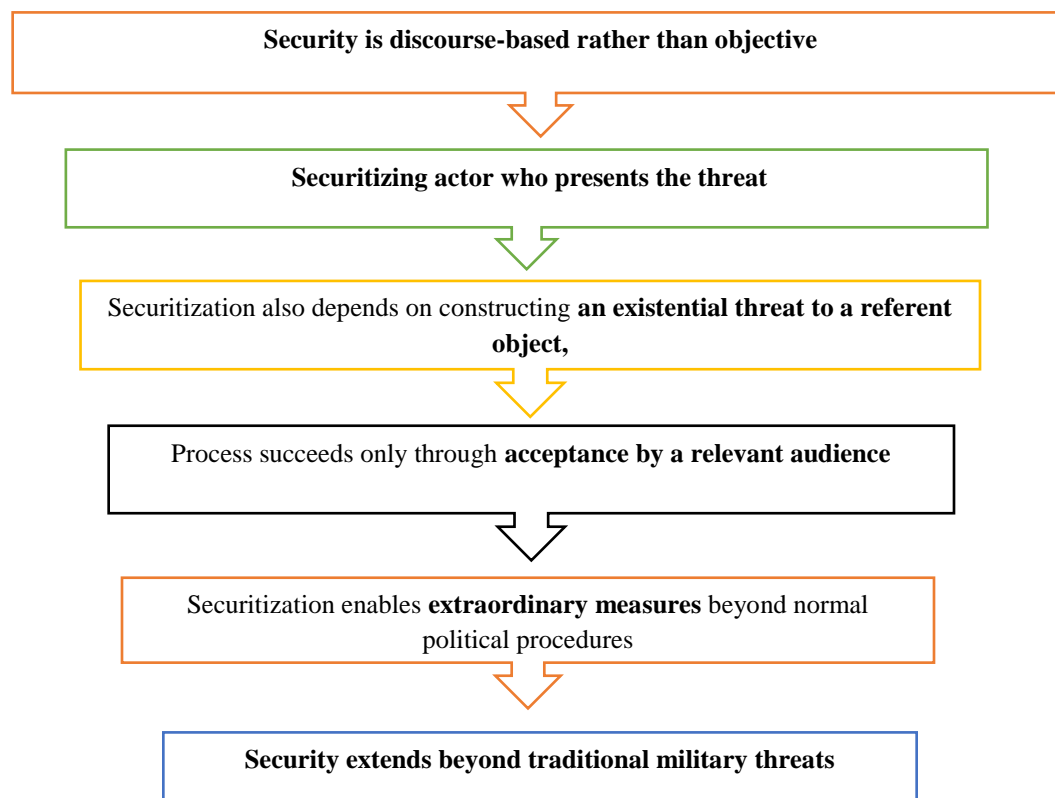 Security is discourse-based rather than objective
Securitizing actor who presents the threat
Securitization also depends on constructing an existential threat to a referent
object,
Process succeeds only through acceptance by a relevant audience
Securitization enables extraordinary measures beyond normal
political procedures
Security extends beyond traditional military threats